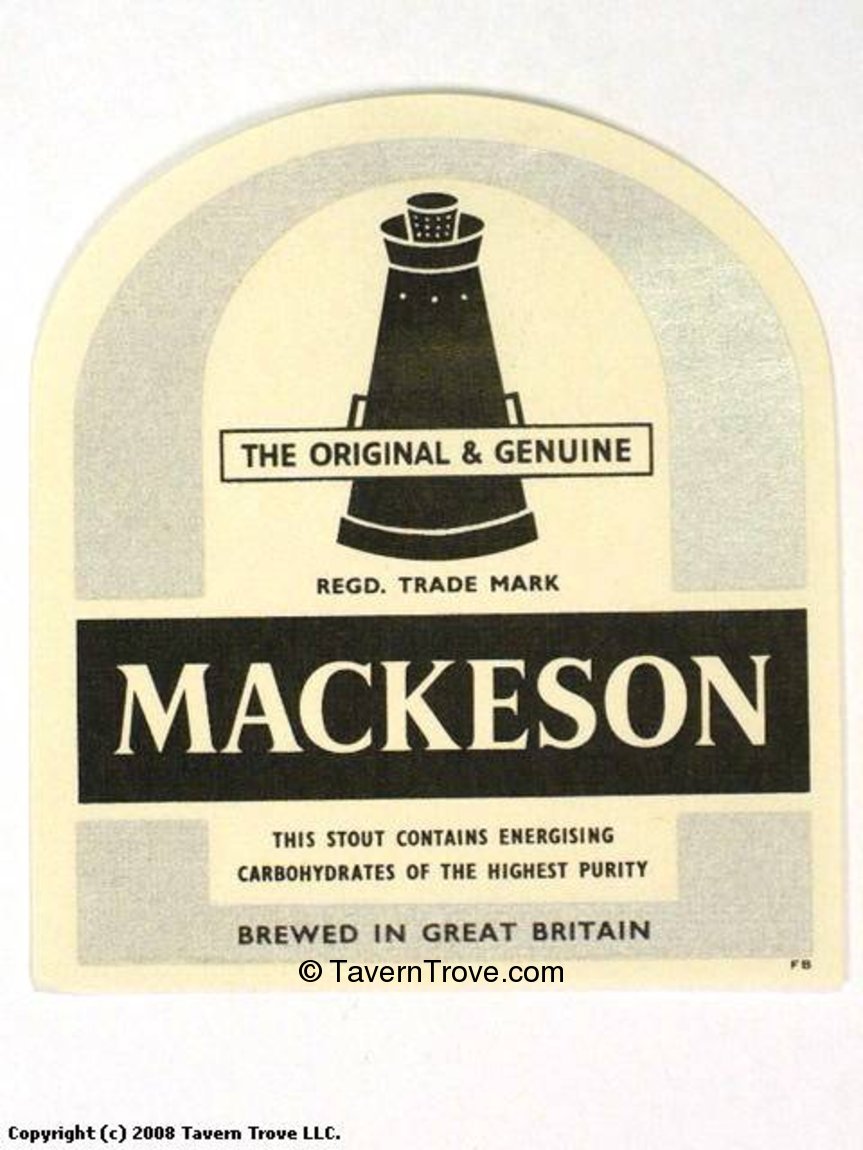 THE ORIGINAL & GENUINE
REGD. TRADE MARK
MACKESON
THIS STOUT CONTAINS ENERGISING
CARBOHYDRATES OF THE HIGHEST PURITY
BREWED IN GREAT BRITAIN
FB
© TavernTrove.com
Copyright (c) 2008 Tavern Trove LLC.